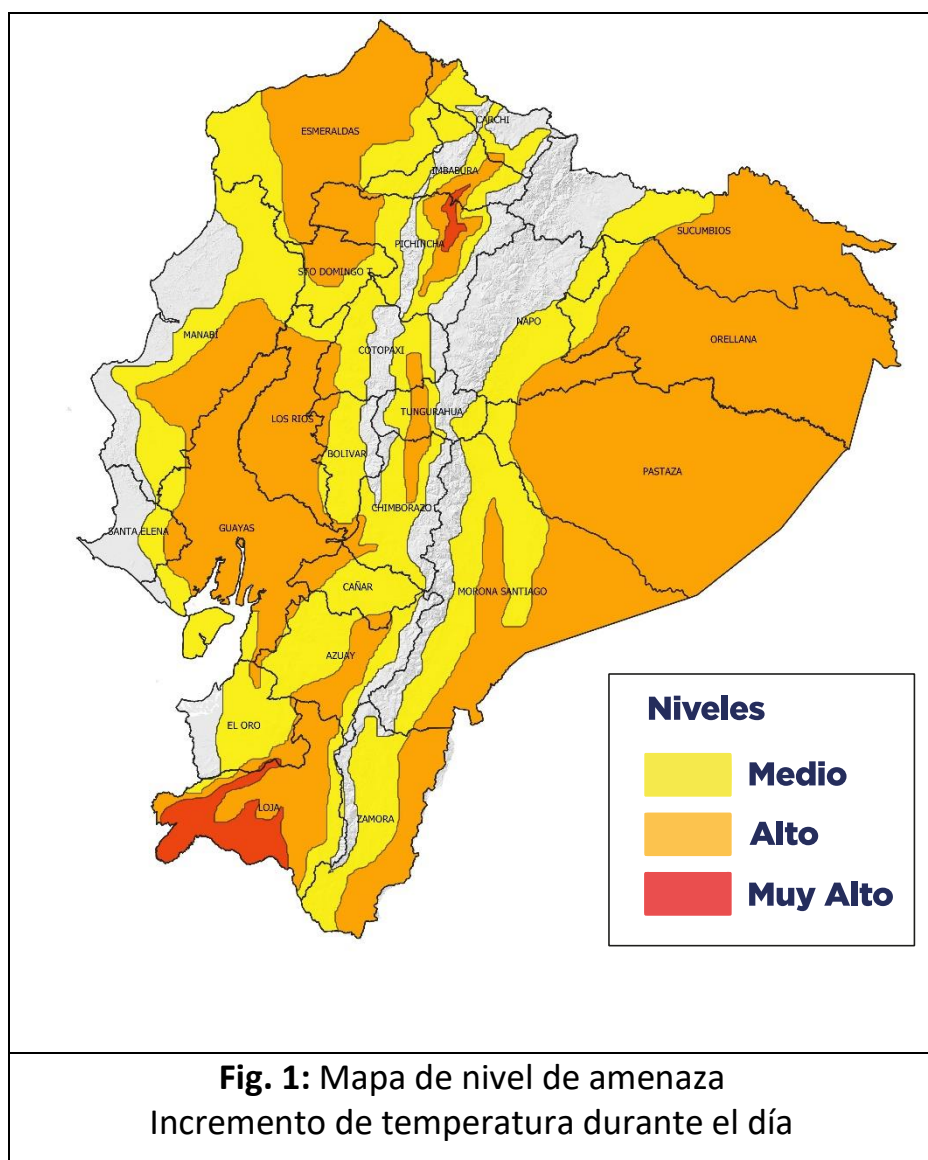 ESMERALDAS
CARCHI
IMBABURA
SUCUMBIOS
PICHINCHA
STO DOMINGO T
NAPO
MANABÍ
ORELLANA
COTOPAXI
LOS RIOS
TUNGURAHUA
BOLIVAR
PASTAZA
CHIMBORAZO
SANTA ELENA
GUAYAS
CAÑAR
MORONA SANTIAGO
AZUAY
EL ORO
LOJA
ZAMORA
Niveles
Medio
Alto
Muy Alto
Fig. 1: Mapa de nivel de amenaza
Incremento de temperatura durante el día